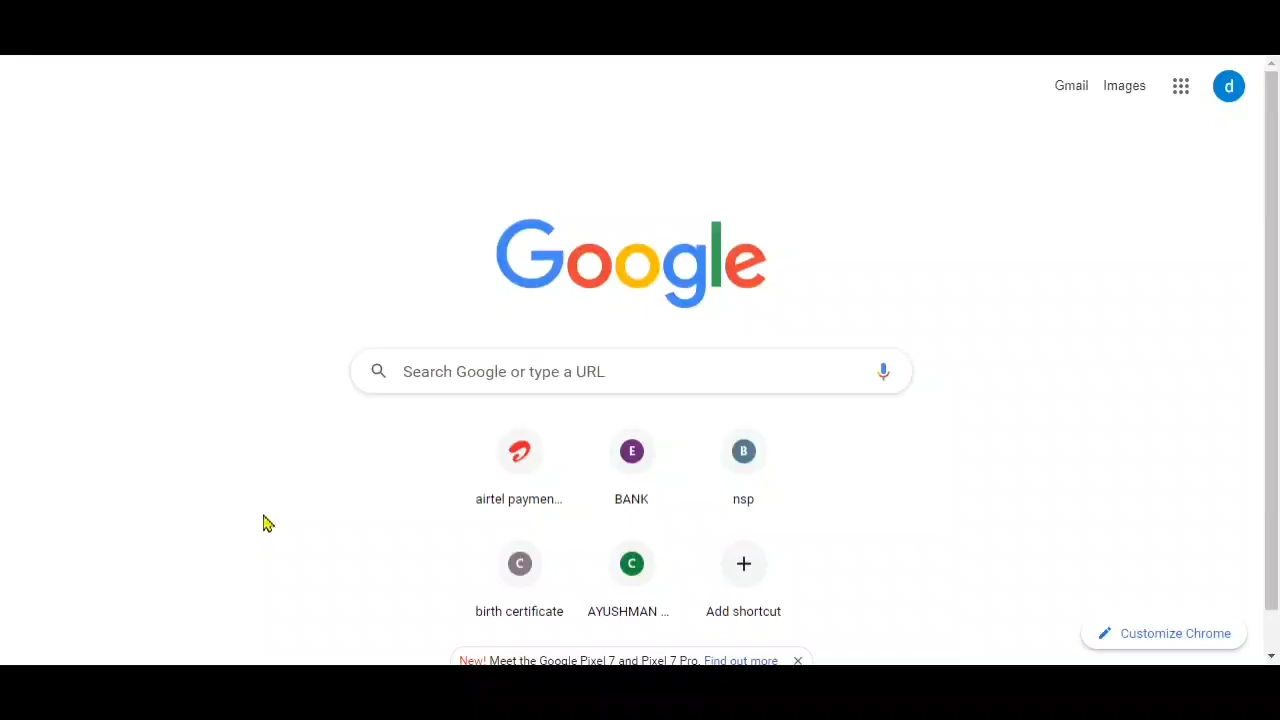 Gmail Images d
Google
Search Google or type a URL
E B
airtel paymen... BANK nsp
C C
birth certificate AYUSHMAN ... Add shortcut
Customize Chrome
New! Meet the Google Pixel 7 and Pixel 7 Pro. Find out more